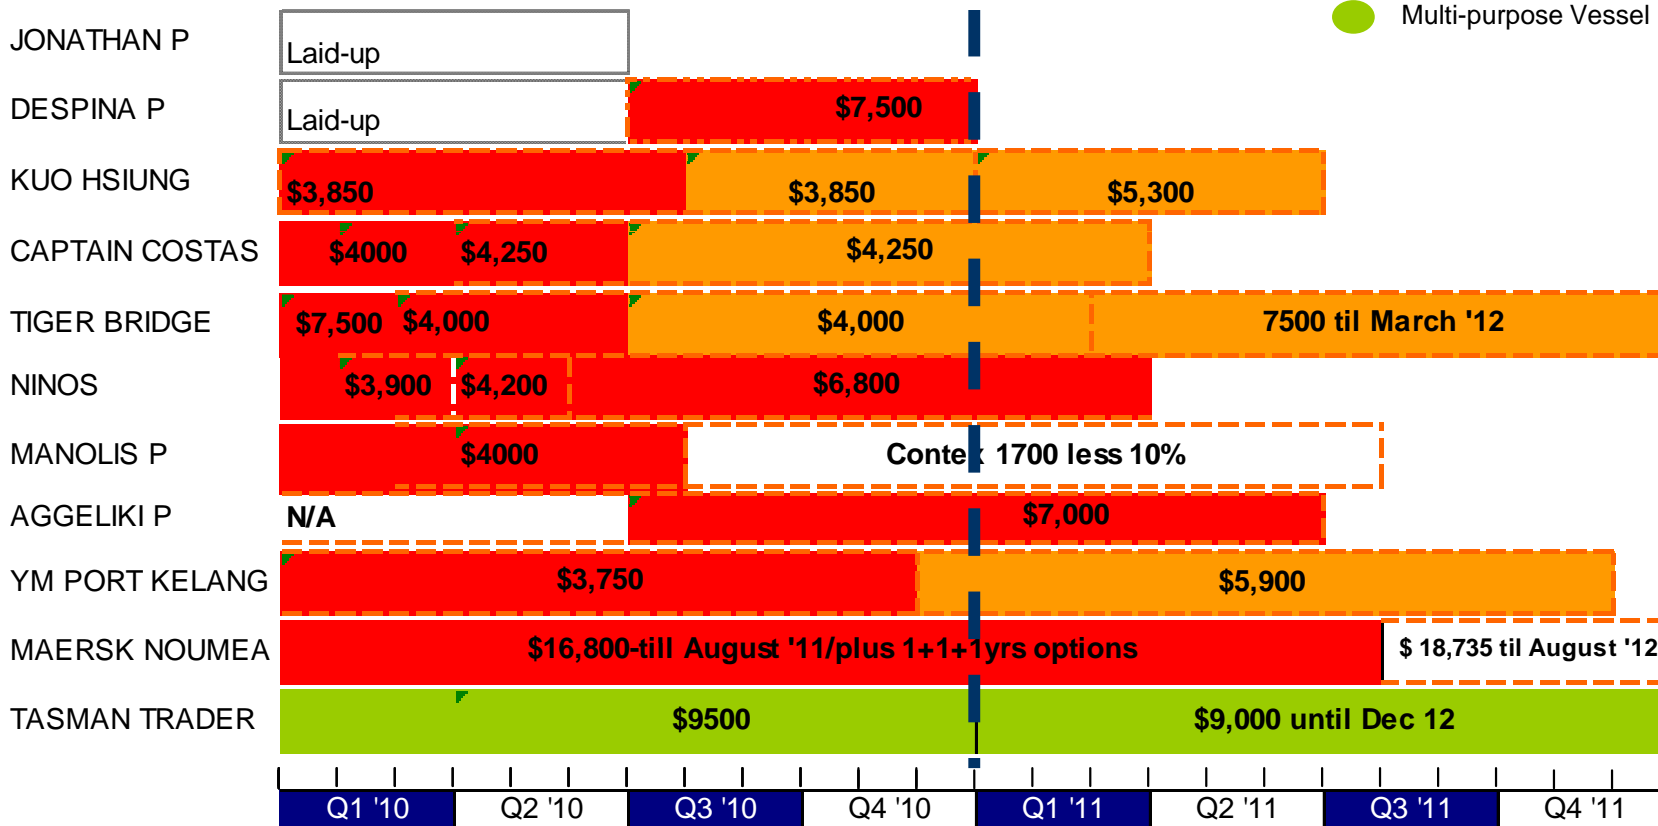 Multi-purpose Vessel
JONATHAN P
Laid-up
DESPINA P
Laid-up
$7,500
KUO HSIUNG
$3,850
$3,850
$5,300
CAPTAIN COSTAS
$4000
$4,250
$4,250
TIGER BRIDGE
$7,500
$4,000
$4,000
7500 til March '12
NINOS
$3,900
$4,200
$6,800
MANOLIS P
$4000
Contex 1700 less 10%
AGGELIKI P
N/A
$7,000
YM PORT KELANG
$3,750
$5,900
MAERSK NOUMEA
$16,800-till August '11/plus 1+1+1yrs options
$ 18,735 til August '12
TASMAN TRADER
$9500
$9,000 until Dec 12
Q1 '10
Q2 '10
Q3 '10
Q4 '10
Q1 '11
Q2 '11
Q3 '11
Q4 '11